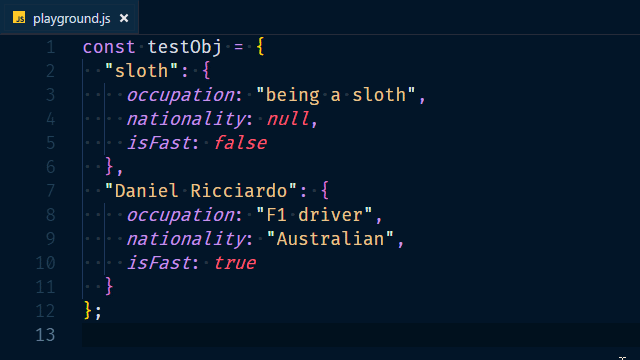 JS playground.js ×
1 const testObj = {
2 "sloth": {
3 occupation: "being a sloth",
4 nationality: null,
5 isFast: false
6 },
7 "Daniel Ricciardo": {
8 occupation: "F1 driver",
9 nationality: "Australian",
10 isFast: true
11 }
12 };
13